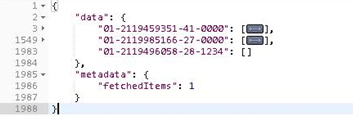 1 {
2 "data": {
3 "01-2119459351-41-0000": [],
1549 "01-2119985166-27-0000": [],
1983 "01-2119496058-28-1234": []
1984 },
1985 "metadata": {
1986 "fetchedItems": 1
1987 }
1988 }